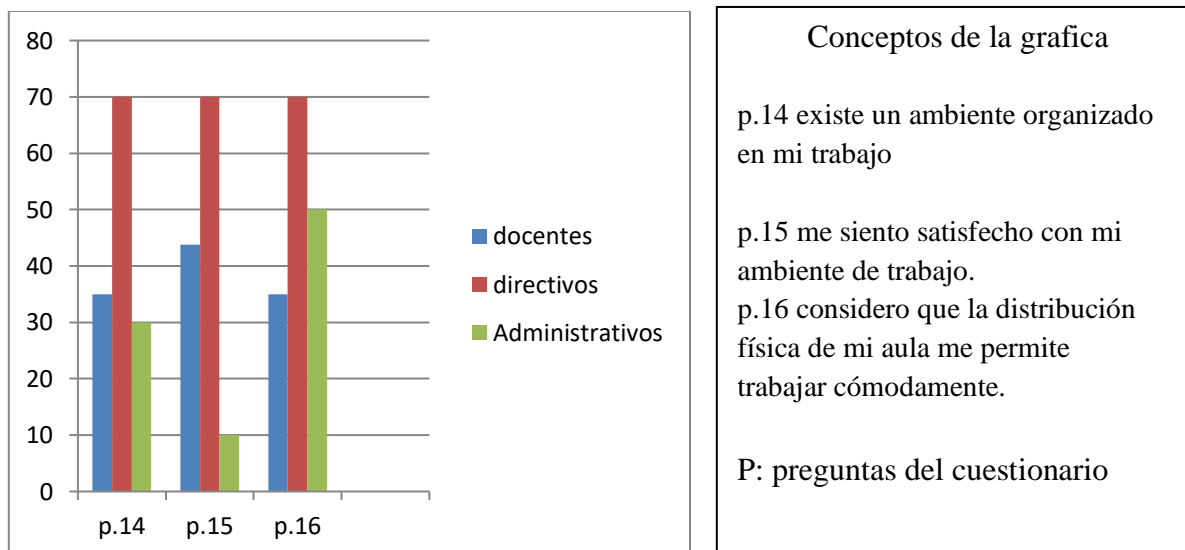 80
70
60
50
40
30
20
10
0
p.14 p.15 p.16
docentes
directivos
Administrativos
Conceptos de la grafica
p.14 existe un ambiente organizado
en mi trabajo
p.15 me siento satisfecho con mi
ambiente de trabajo.
p.16 considero que la distribución
física de mi aula me permite
trabajar cómodamente.
P: preguntas del cuestionario